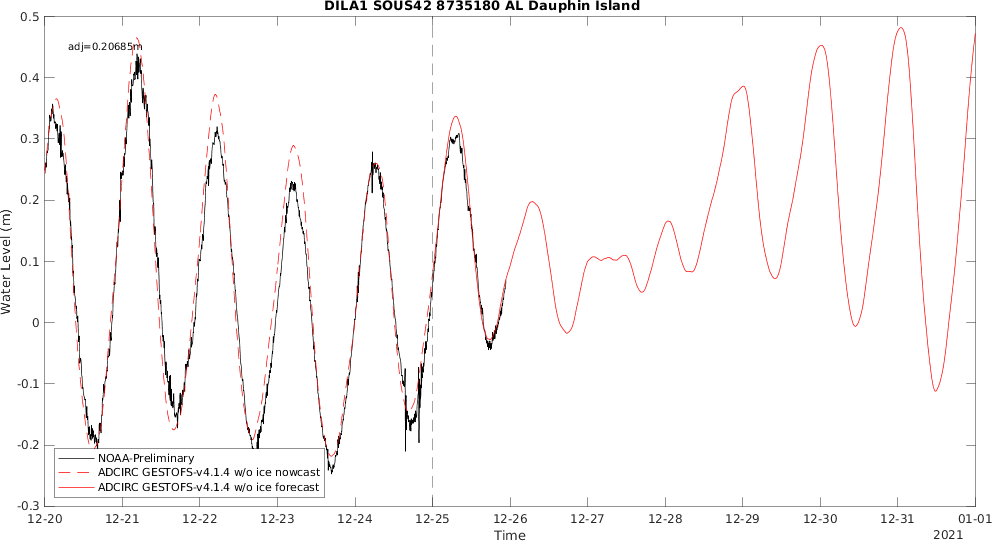 DILA1 SOUS42 8735180 AL Dauphin Island
adj=0.20685m
Water Level (m)
0.5
0.4
0.3
0.2
0.1
0
-0.1
-0.2
-0.3
NOAA-Preliminary
ADCIRC GESTOFS-v4.1.4 w/o ice nowcast
ADCIRC GESTOFS-v4.1.4 w/o ice forecast
12-20 12-21 12-22 12-23 12-24 12-25 12-26 12-27 12-28 12-29 12-30 12-31 01-01
Time
2021